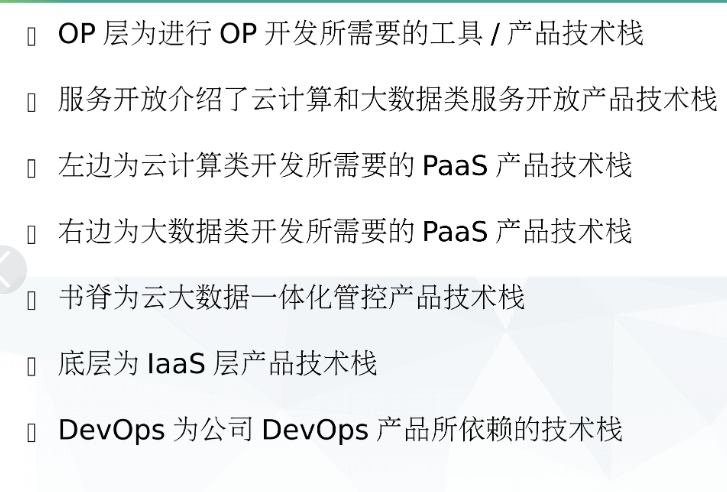 OP 层为进行 OP 开发所需要的工具 / 产品技术栈
服务开放介绍了云计算和大数据类服务开放产品技术栈
左边为云计算类开发所需要的 PaaS 产品技术栈
右边为大数据类开发所需要的 PaaS 产品技术栈
书脊为云大数据一体化管控产品技术栈
底层为 IaaS 层产品技术栈
DevOps 为公司 DevOps 产品所依赖的技术栈